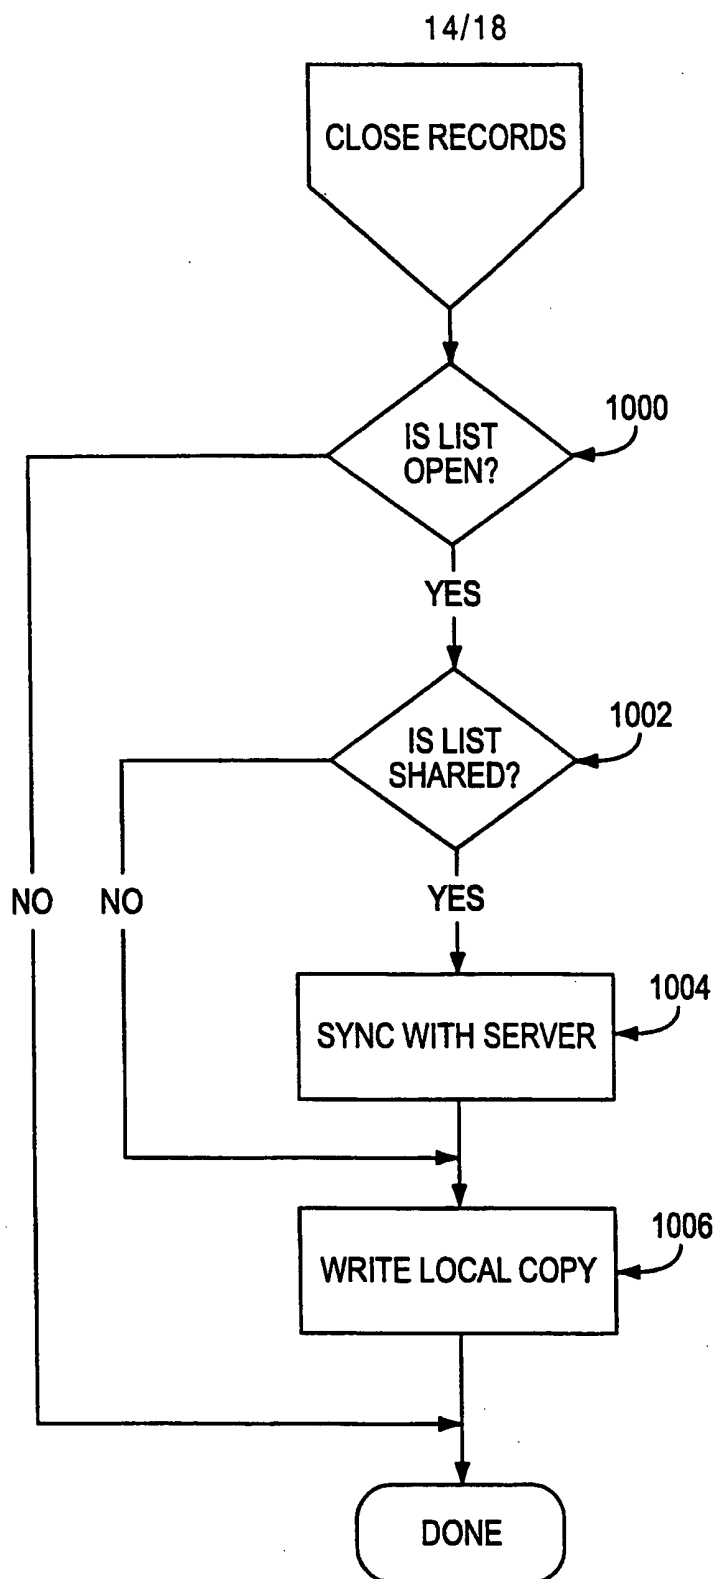 14/18
CLOSE RECORDS
1000
IS LIST
OPEN?
YES
1002
IS LIST
SHARED?
NO
NO
YES
1004
SYNC WITH SERVER
1006
WRITE LOCAL COPY
DONE